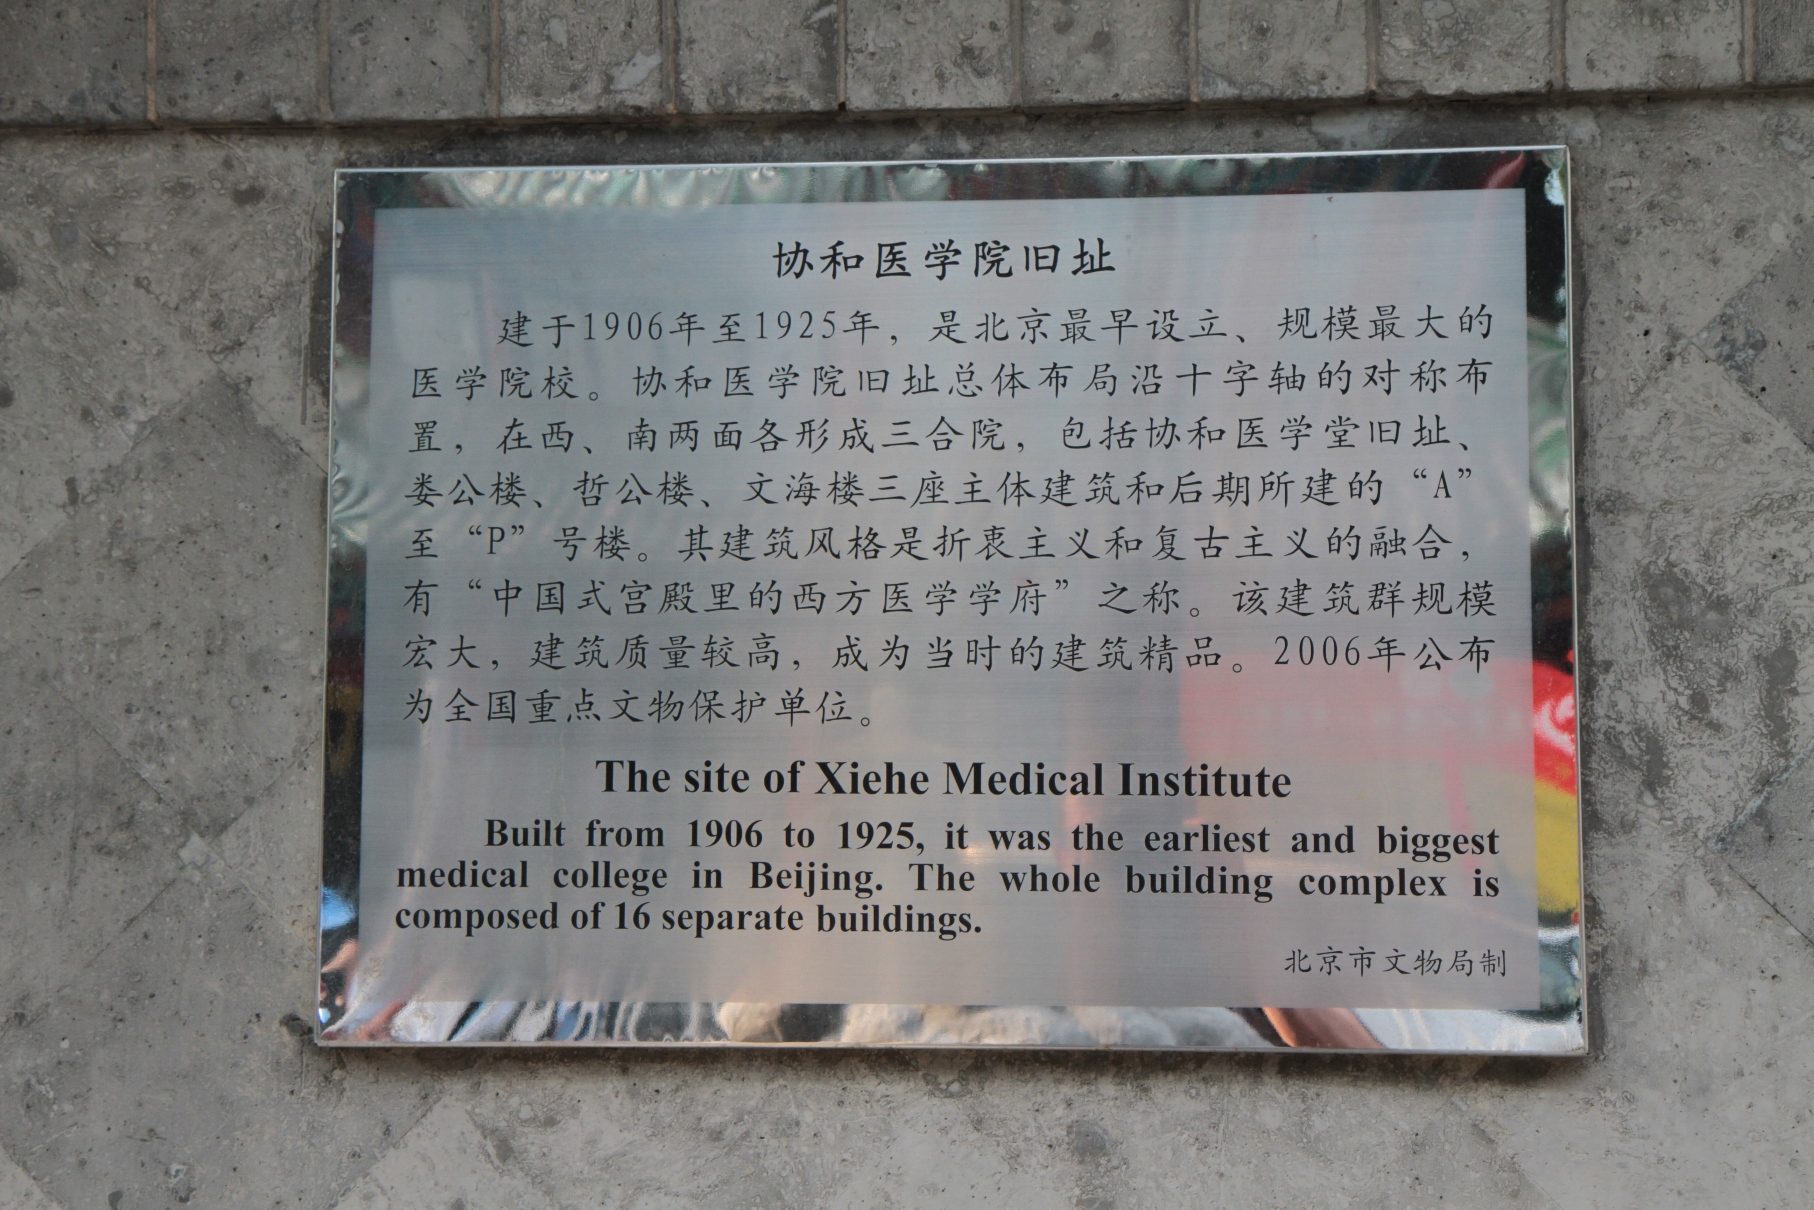 协和医学院旧址
建于1906年至1925年，是北京最早设立、规模最大的
医学院校。协和医学院旧址总体布局沿十字轴的对称布
置，在西、南两面各形成三合院，包括协和医学堂旧址、
娄公楼、哲公楼、文海楼三座主体建筑和后期所建的“A”
至“P”号楼。其建筑风格是折衷主义和复古主义的融合，
有“中国式宫殿里的西方医学学府”之称。该建筑群规模
宏大，建筑质量较高，成为当时的建筑精品。2006年公布
为全国重点文物保护单位。
The site of Xiehe Medical Institute
Built from 1906 to 1925, it was the earliest and biggest
medical college in Beijing. The whole building complex is
composed of 16 separate buildings.
北京市文物局制